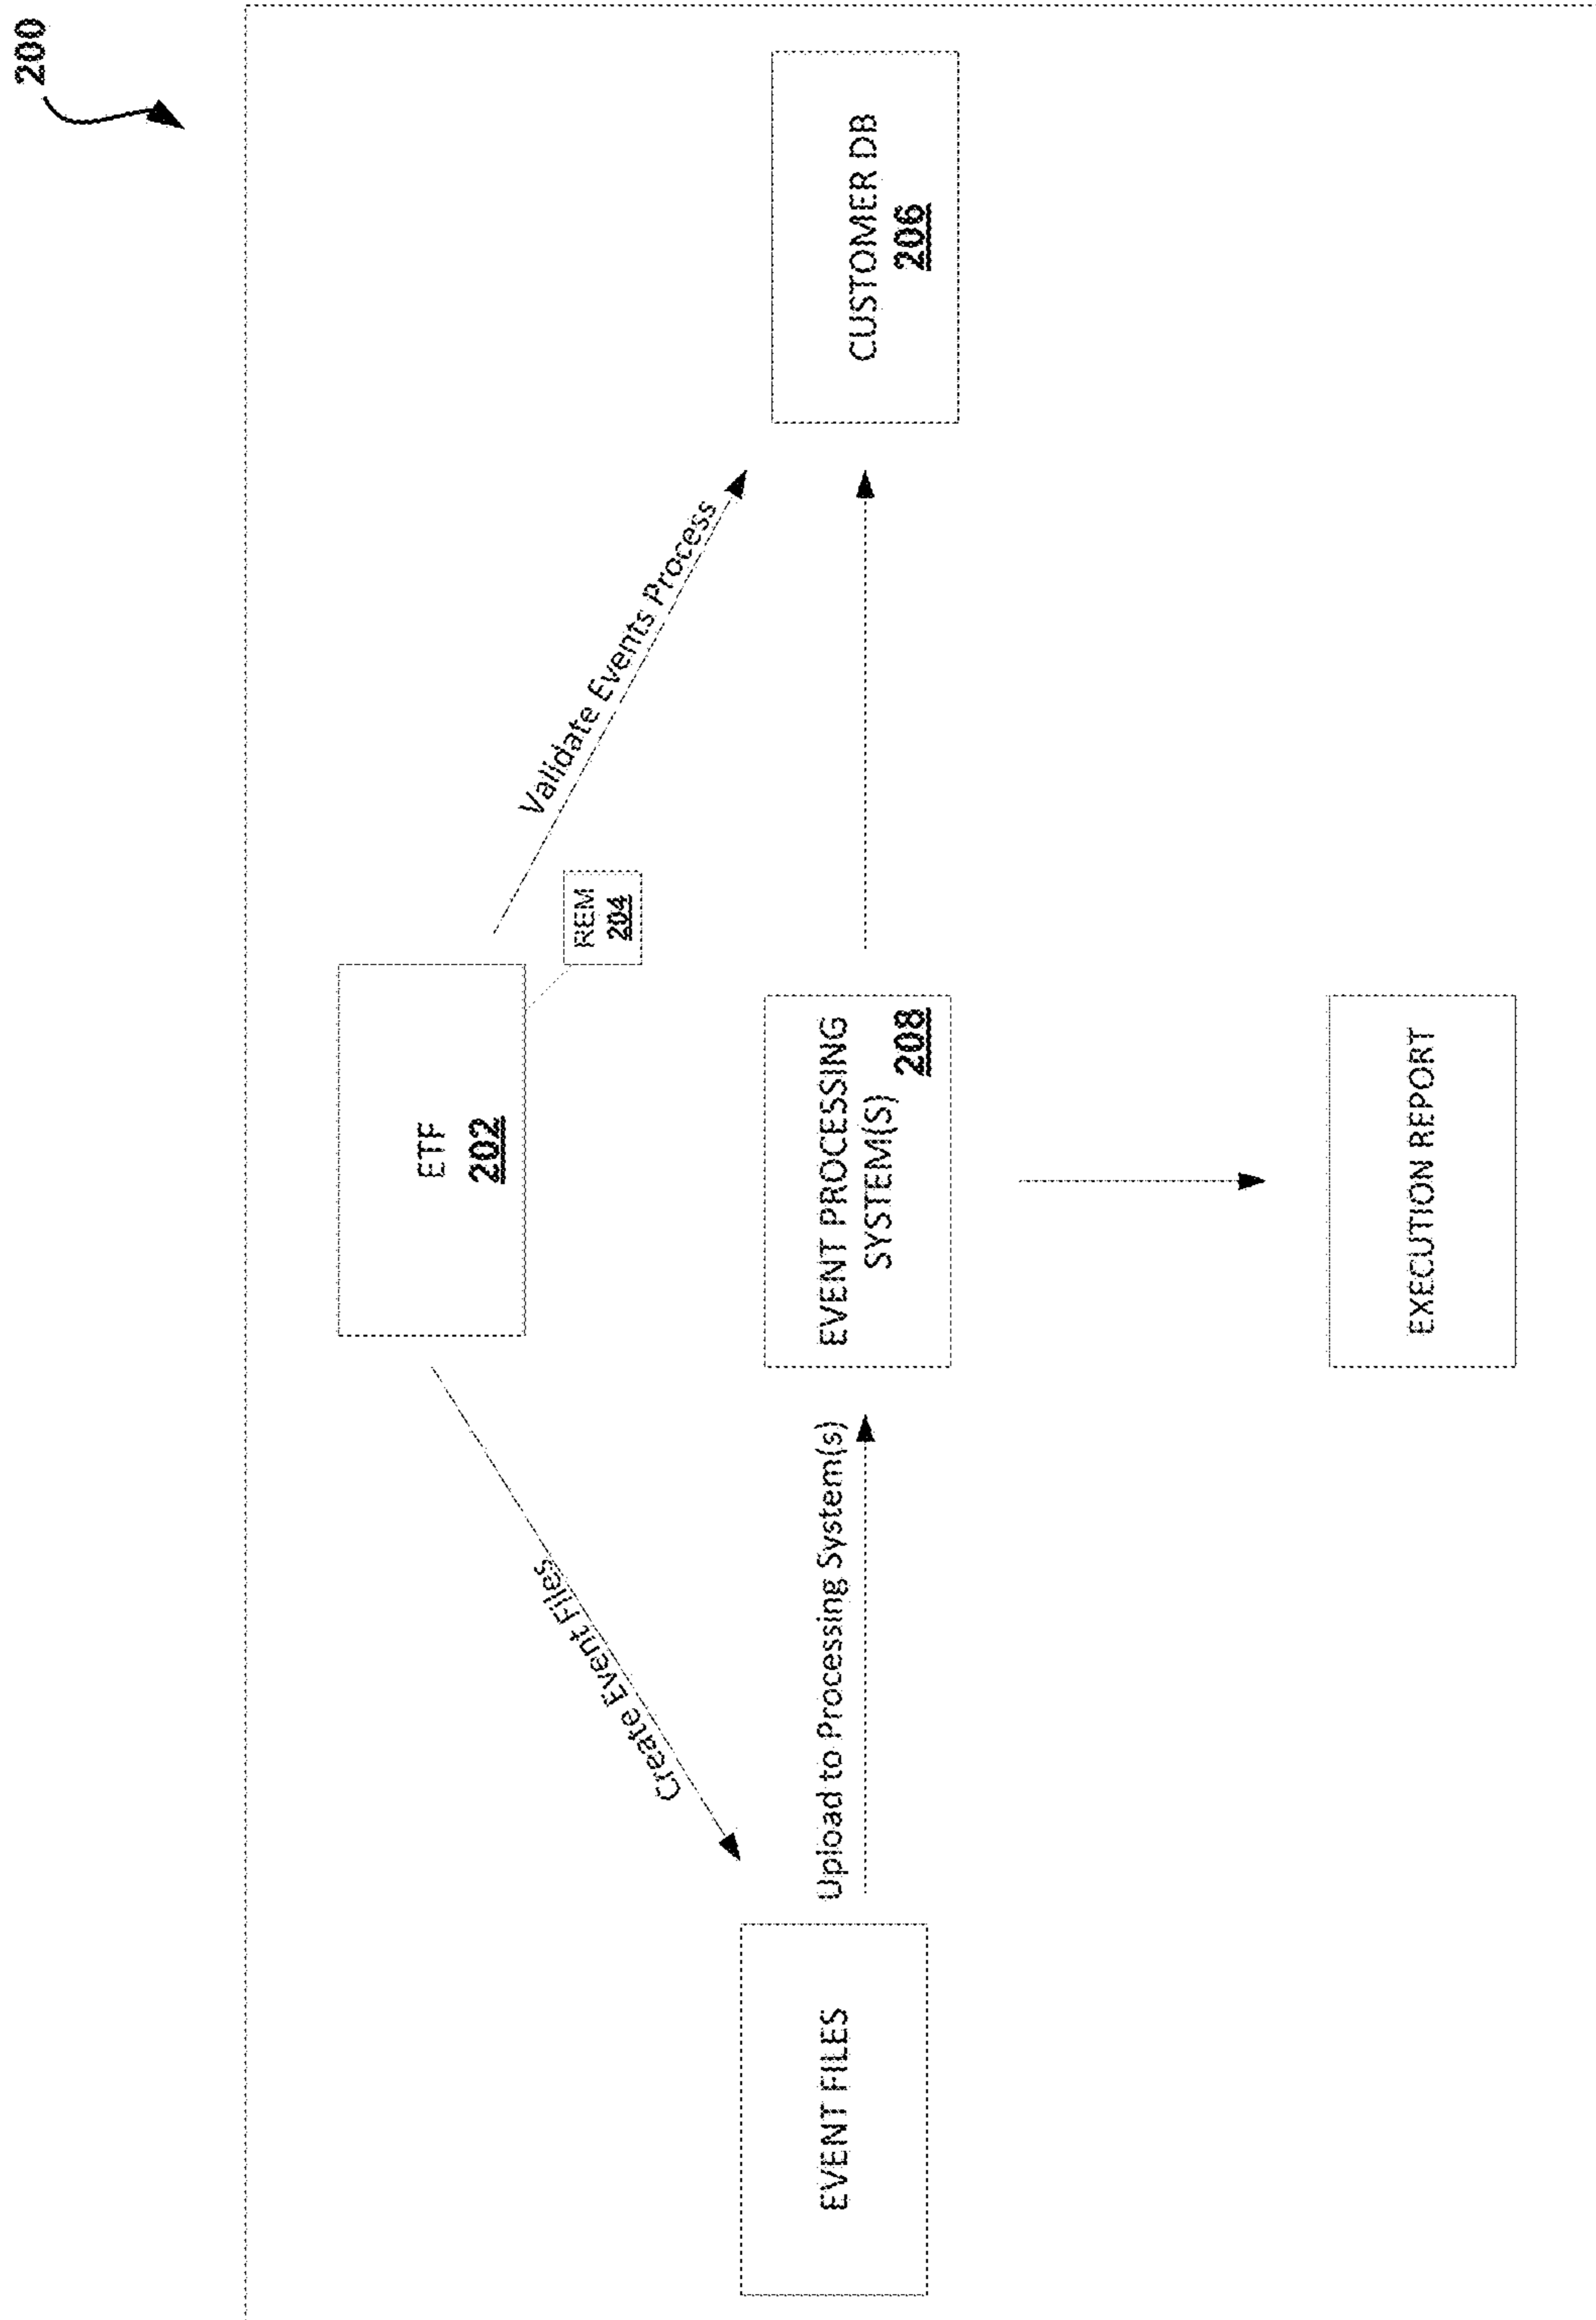 200
ETF
202
REM
204
Create Event Files
Validate Events Process
EVENT FILES
Upload to Processing System(s)
EVENT PROCESSING
SYSTEM(S)
208
CUSTOMER DB
206
EXECUTION REPORT